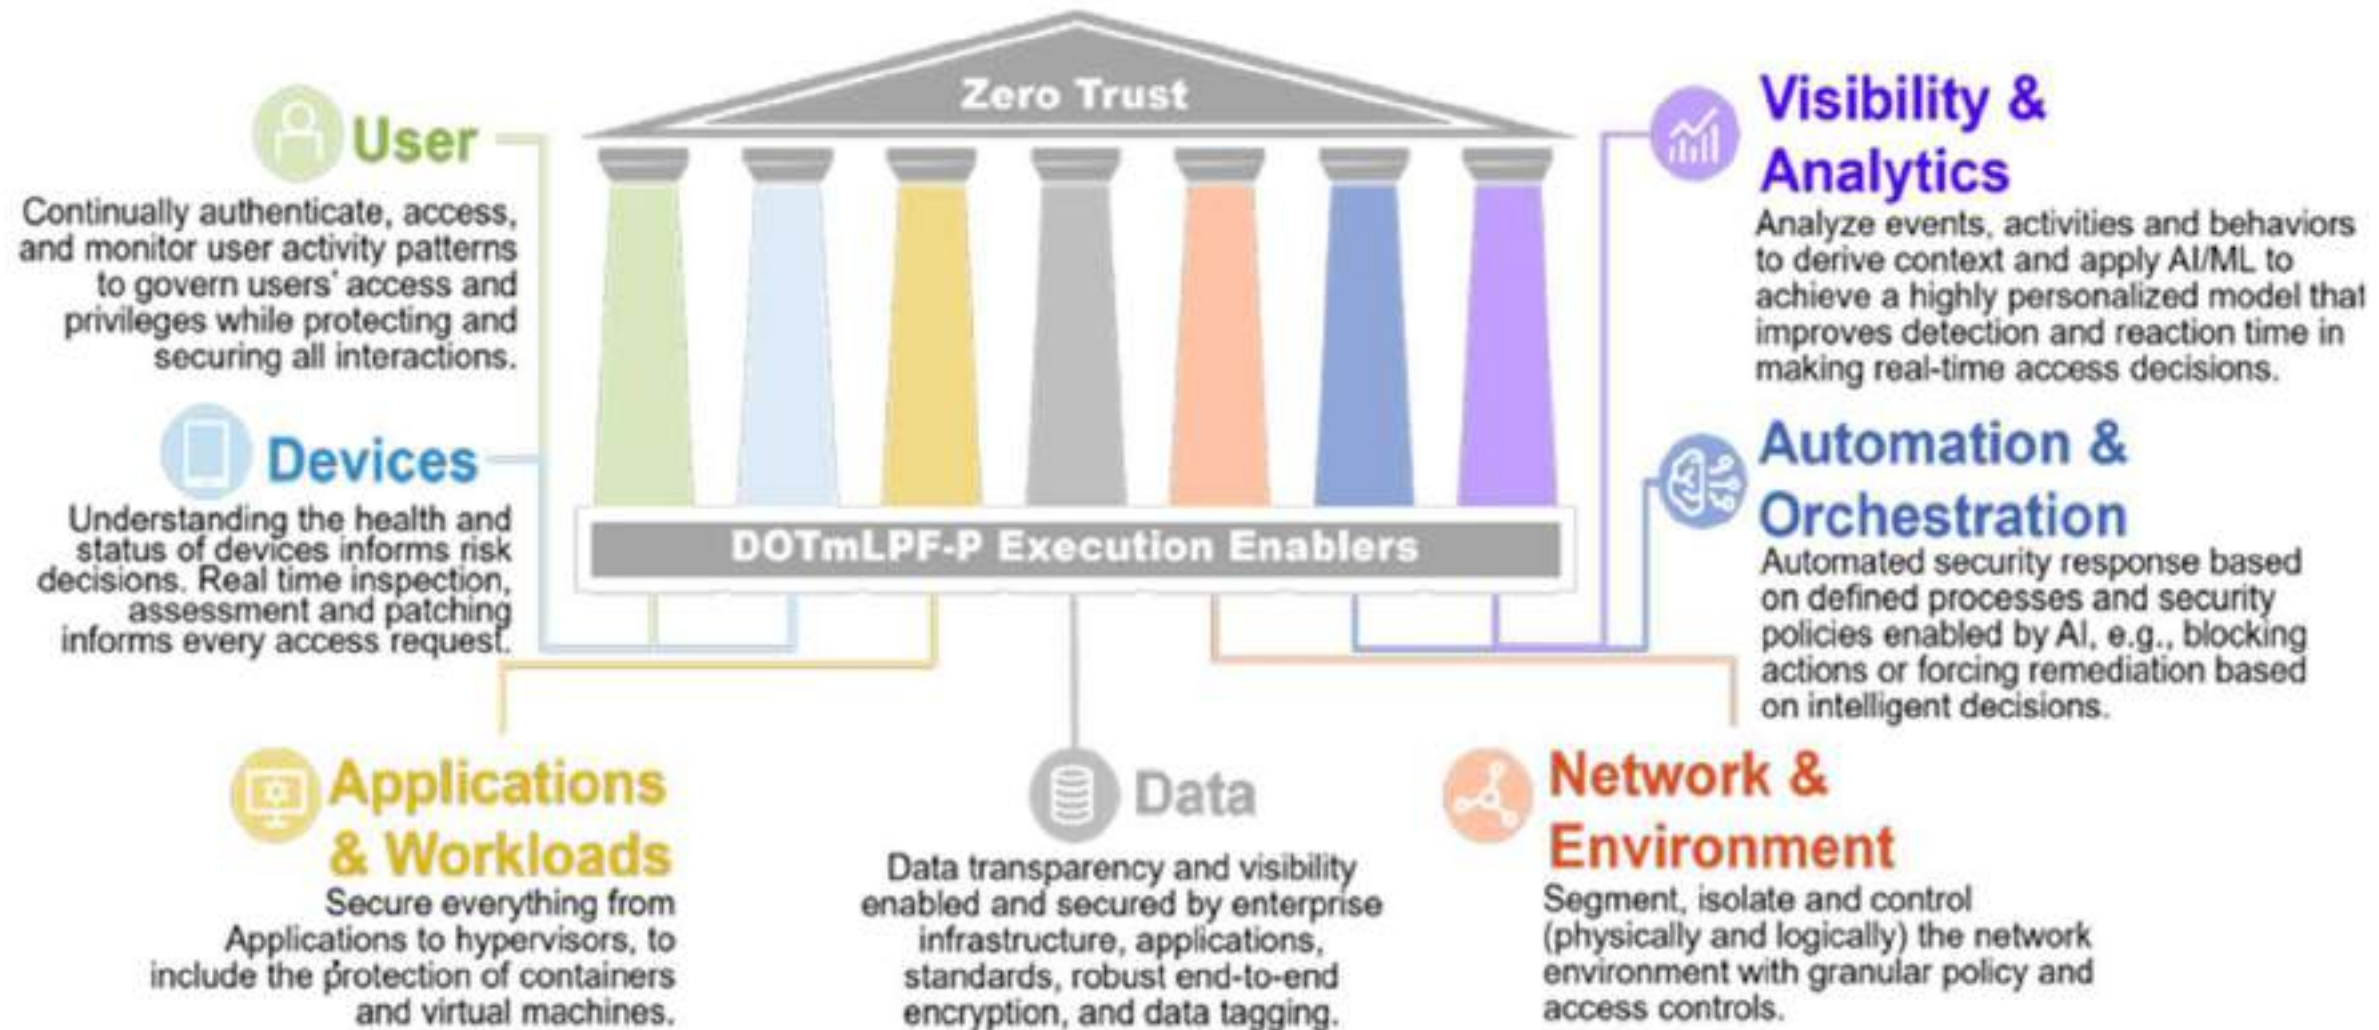 Zero Trust
DOTmLPF-P Execution Enablers
User
Continually authenticate, access,
and monitor user activity patterns
to govern users' access and
privileges while protecting and
securing all interactions.
Devices
Understanding the health and
status of devices informs risk
decisions. Real time inspection,
assessment and patching
informs every access request.
Applications
& Workloads
Secure everything from
Applications to hypervisors, to
include the protection of containers
and virtual machines.
Data
Data transparency and visibility
enabled and secured by enterprise
infrastructure, applications,
standards, robust end-to-end
encryption, and data tagging.
Network &
Environment
Segment, isolate and control
(physically and logically) the network
environment with granular policy and
access controls.
Automation &
Orchestration
Automated security response based
on defined processes and security
policies enabled by AI, e.g., blocking
actions or forcing remediation based
on intelligent decisions.
Visibility &
Analytics
Analyze events, activities and behaviors
to derive context and apply AI/ML to
achieve a highly personalized model that
improves detection and reaction time in
making real-time access decisions.